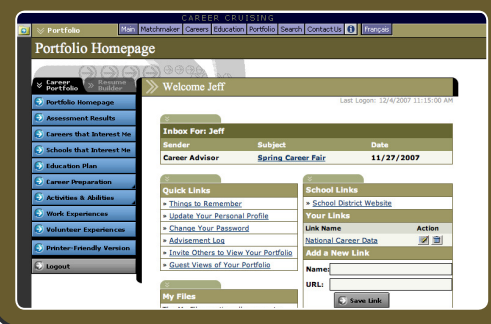 CAREER CRUISING
Portfolio Main Matchmaker Careers Education Portfolio Search Contact Us Français
Portfolio Homepage
Career Portfolio
Resume Builder
Welcome Jeff
Last Logon: 12/4/2007 11:15:00 AM
Portfolio Homepage
Assessment Results
Careers that Interest Me
Schools that Interest Me
Education Plan
Career Preparation
Activities & Abilities
Work Experiences
Volunteer Experiences
Printer-Friendly Version
Logout
Inbox For: Jeff
Sender Subject Date
Career Advisor Spring Career Fair 11/27/2007
Quick Links
» Things to Remember
» Update Your Personal Profile
» Change Your Password
» Advisement Log
» Invite Others to View Your Portfolio
» Guest Views of Your Portfolio
My Files
School Links
» School District Website
Your Links
Link Name Action
National Career Data
Add a New Link
Name:
URL:
Save Link